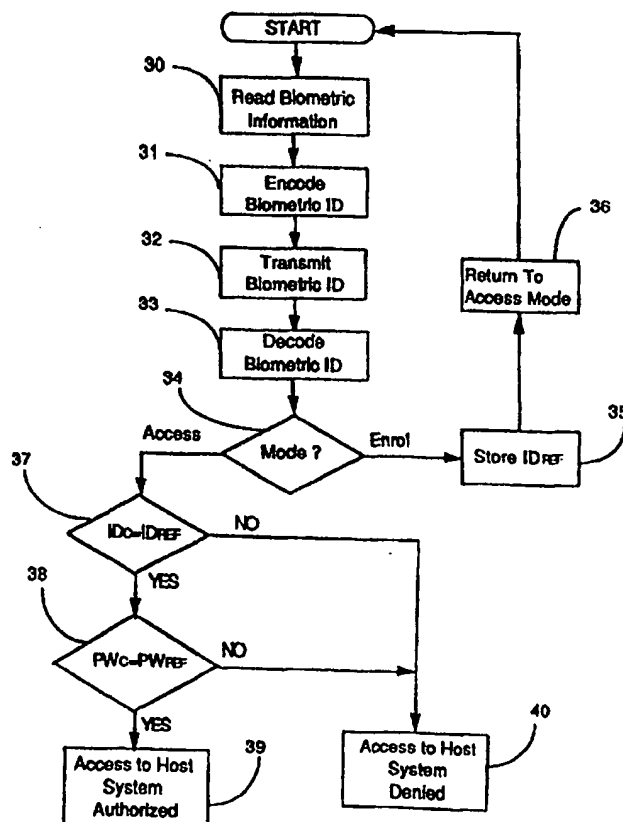 START
30
Read Biometric
Information
31
Encode
Biometric ID
32
Transmit
Biometric ID
33
Decode
Biometric ID
34
Mode ?
Access
Enrol
36
Return To
Access Mode
35
Store IDREF
37
IDC=IDREF
NO
YES
38
PWC=PWREF
NO
YES
39
Access to Host
System
Authorized
40
Access to Host
System
Denied